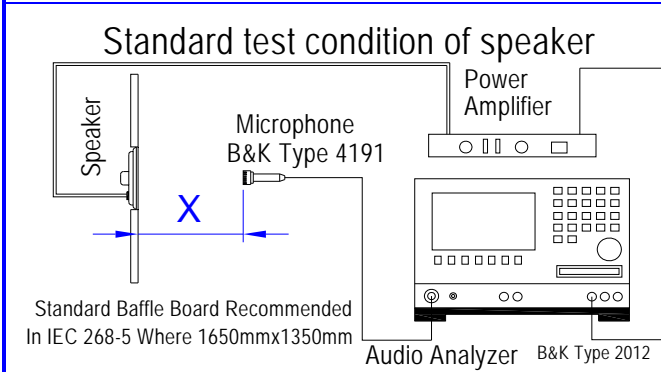 Standard test condition of speaker
Speaker
Power
Amplifier
Microphone
B&K Type 4191
X
Standard Baffle Board Recommended
In IEC 268-5 Where 1650mmx1350mm
Audio Analyzer B&K Type 2012